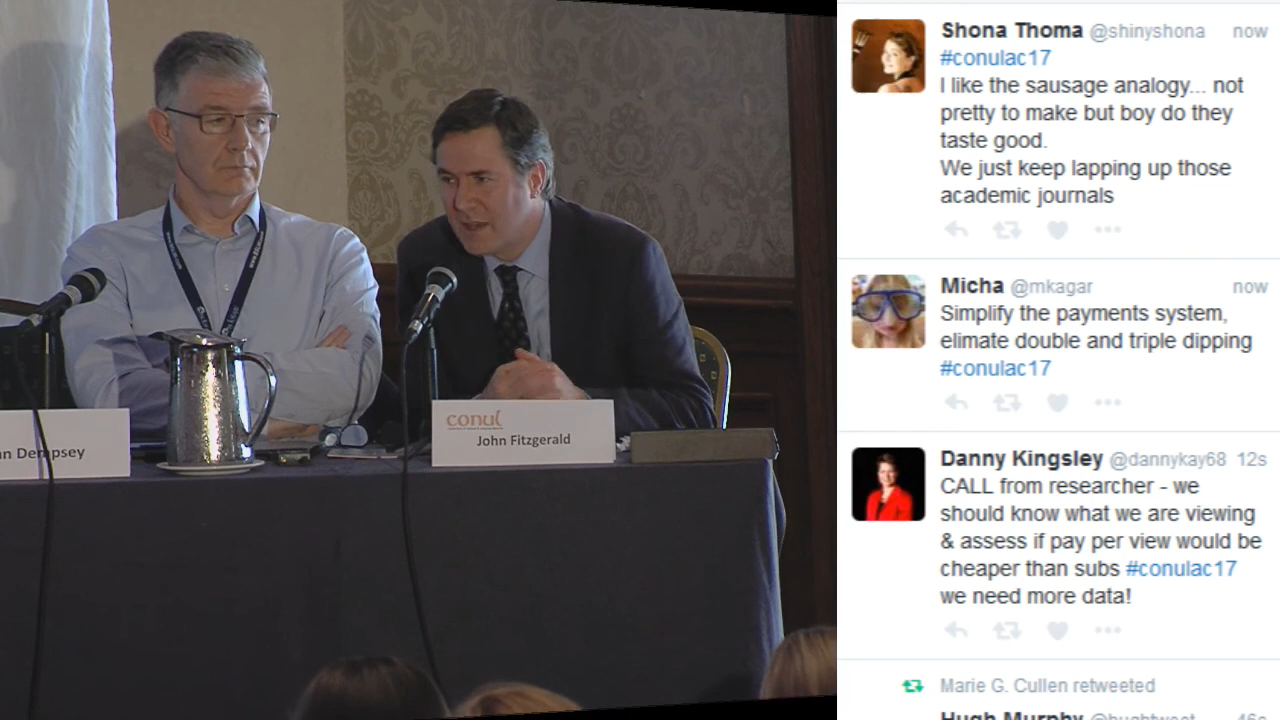 n Dempsey
conul
John Fitzgerald
Shona Thoma @shinyshona now
#conulac17
I like the sausage analogy... not
pretty to make but boy do they
taste good.
We just keep lapping up those
academic journals
Micha @mkagar now
Simplify the payments system,
elimate double and triple dipping
#conulac17
Danny Kingsley @dannykay68 12s
CALL from researcher - we
should know what we are viewing
& assess if pay per view would be
cheaper than subs #conulac17
we need more data!
Marie G. Cullen retweeted
Hugh Murphy @hughtweet 46s